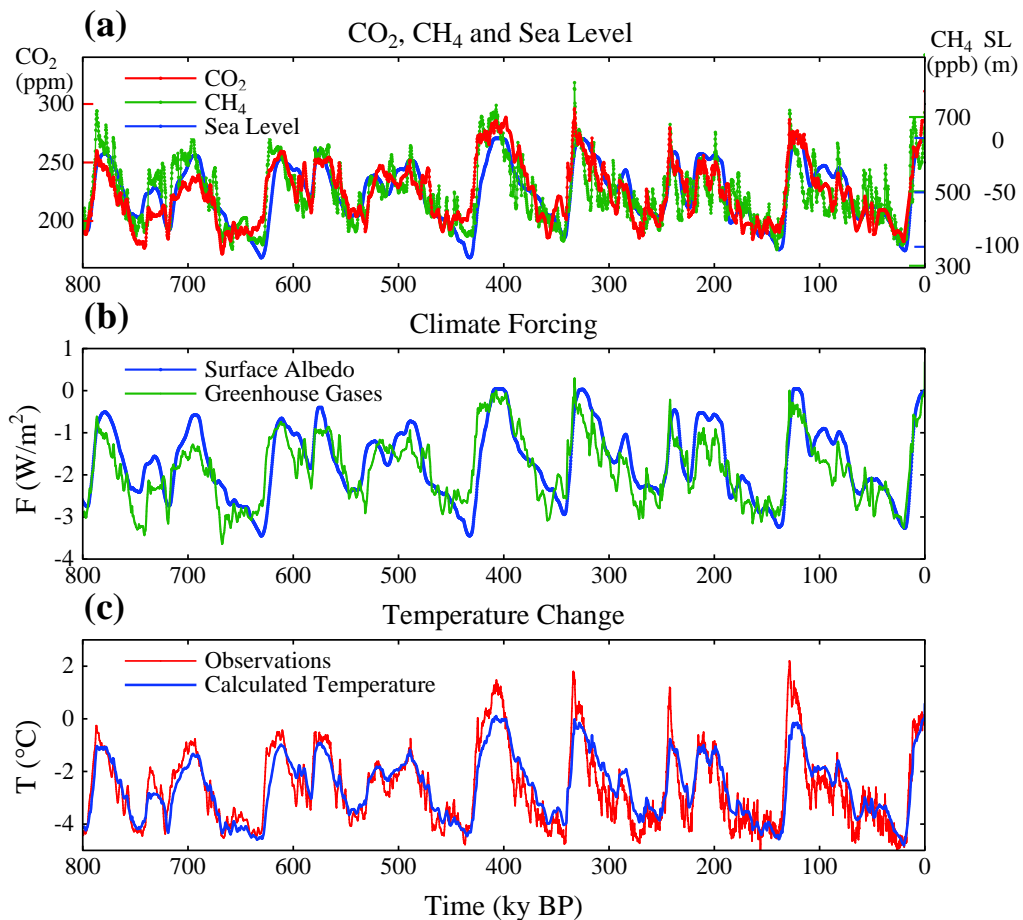 (a)
CO₂, CH₄ and Sea Level
CO₂
(ppm)
CH₄ SL
(ppb) (m)
CO₂
CH₄
Sea Level
300
250
200
700
500
300
0
-50
-100
800 700 600 500 400 300 200 100 0
(b)
Climate Forcing
Surface Albedo
Greenhouse Gases
F (W/m²)
1
0
-1
-2
-3
-4
800 700 600 500 400 300 200 100 0
(c)
Temperature Change
Observations
Calculated Temperature
T (°C)
2
0
-2
-4
800 700 600 500 400 300 200 100 0
Time (ky BP)